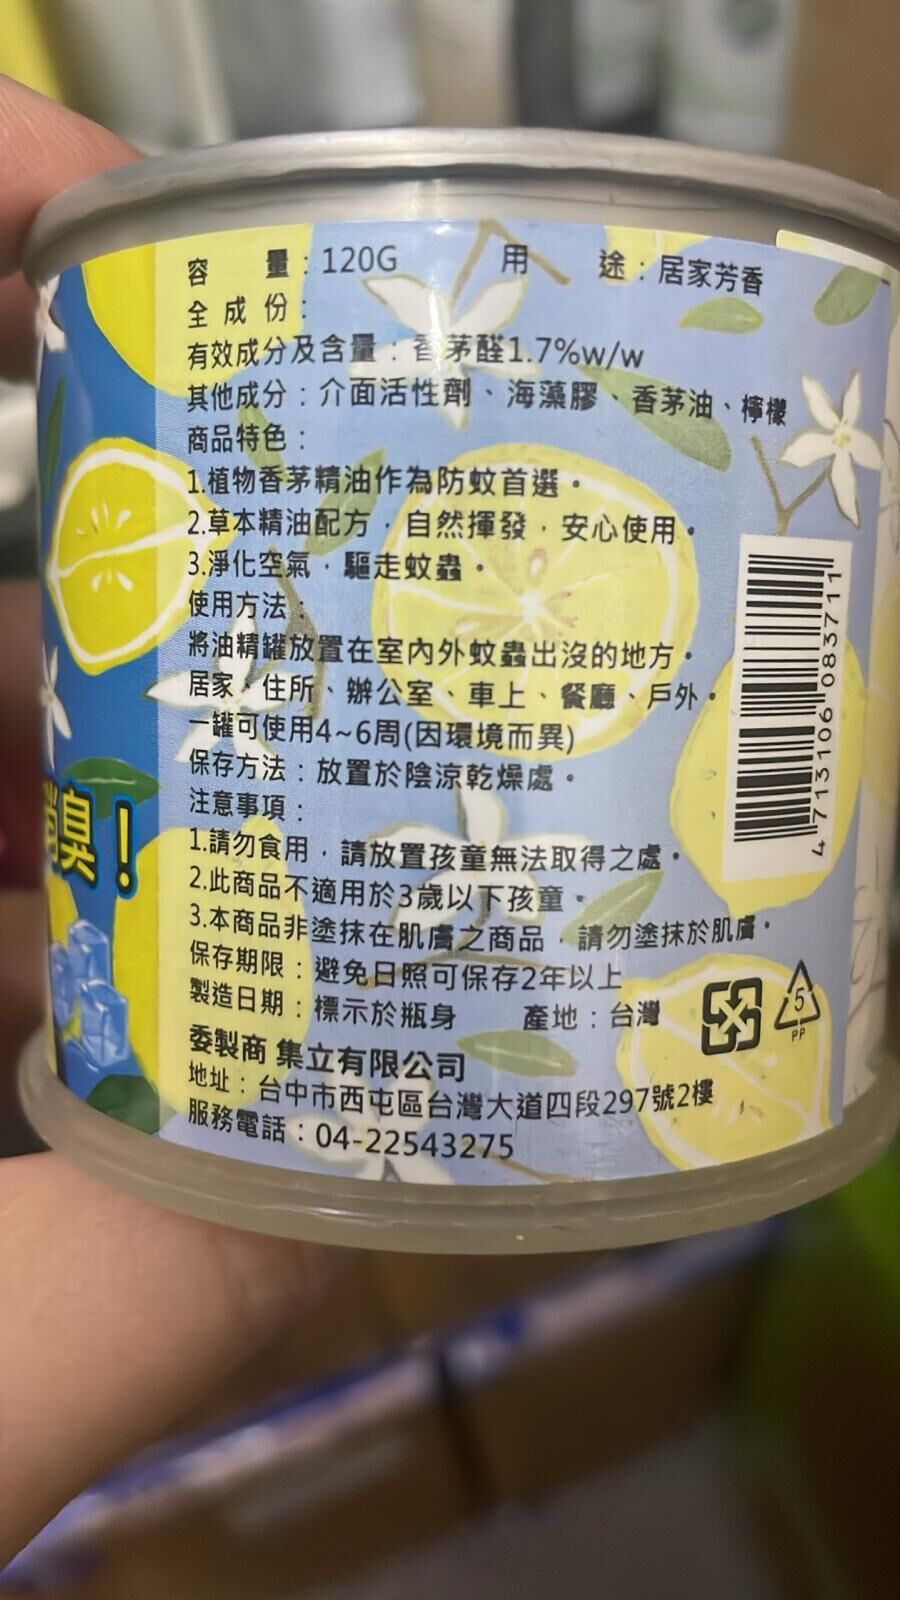 容 量：120G 用 途：居家芳香
全 成 份：
有效成分及含量：香茅醛1.7%w/w
其他成分：介面活性劑、海藻膠、香茅油、檸檬
商品特色：
1.植物香茅精油作為防蚊首選。
2.草本精油配方，自然揮發，安心使用。
3.淨化空氣，驅走蚊蟲。
使用方法：
將油精罐放置在室內外蚊蟲出沒的地方。
居家、住所、辦公室、車上、餐廳、戶外。
一罐可使用4~6周(因環境而異)
保存方法：放置於陰涼乾燥處。
注意事項：
1.請勿食用，請放置孩童無法取得之處。
2.此商品不適用於3歲以下孩童。
3.本商品非塗抹在肌膚之商品，請勿塗抹於肌膚。
保存期限：避免日照可保存2年以上
製造日期：標示於瓶身 產地：台灣
委製商 集立有限公司
地址：台中市西屯區台灣大道四段297號2樓
服務電話：04-22543275
4 713106 083711
5
PP
消臭！